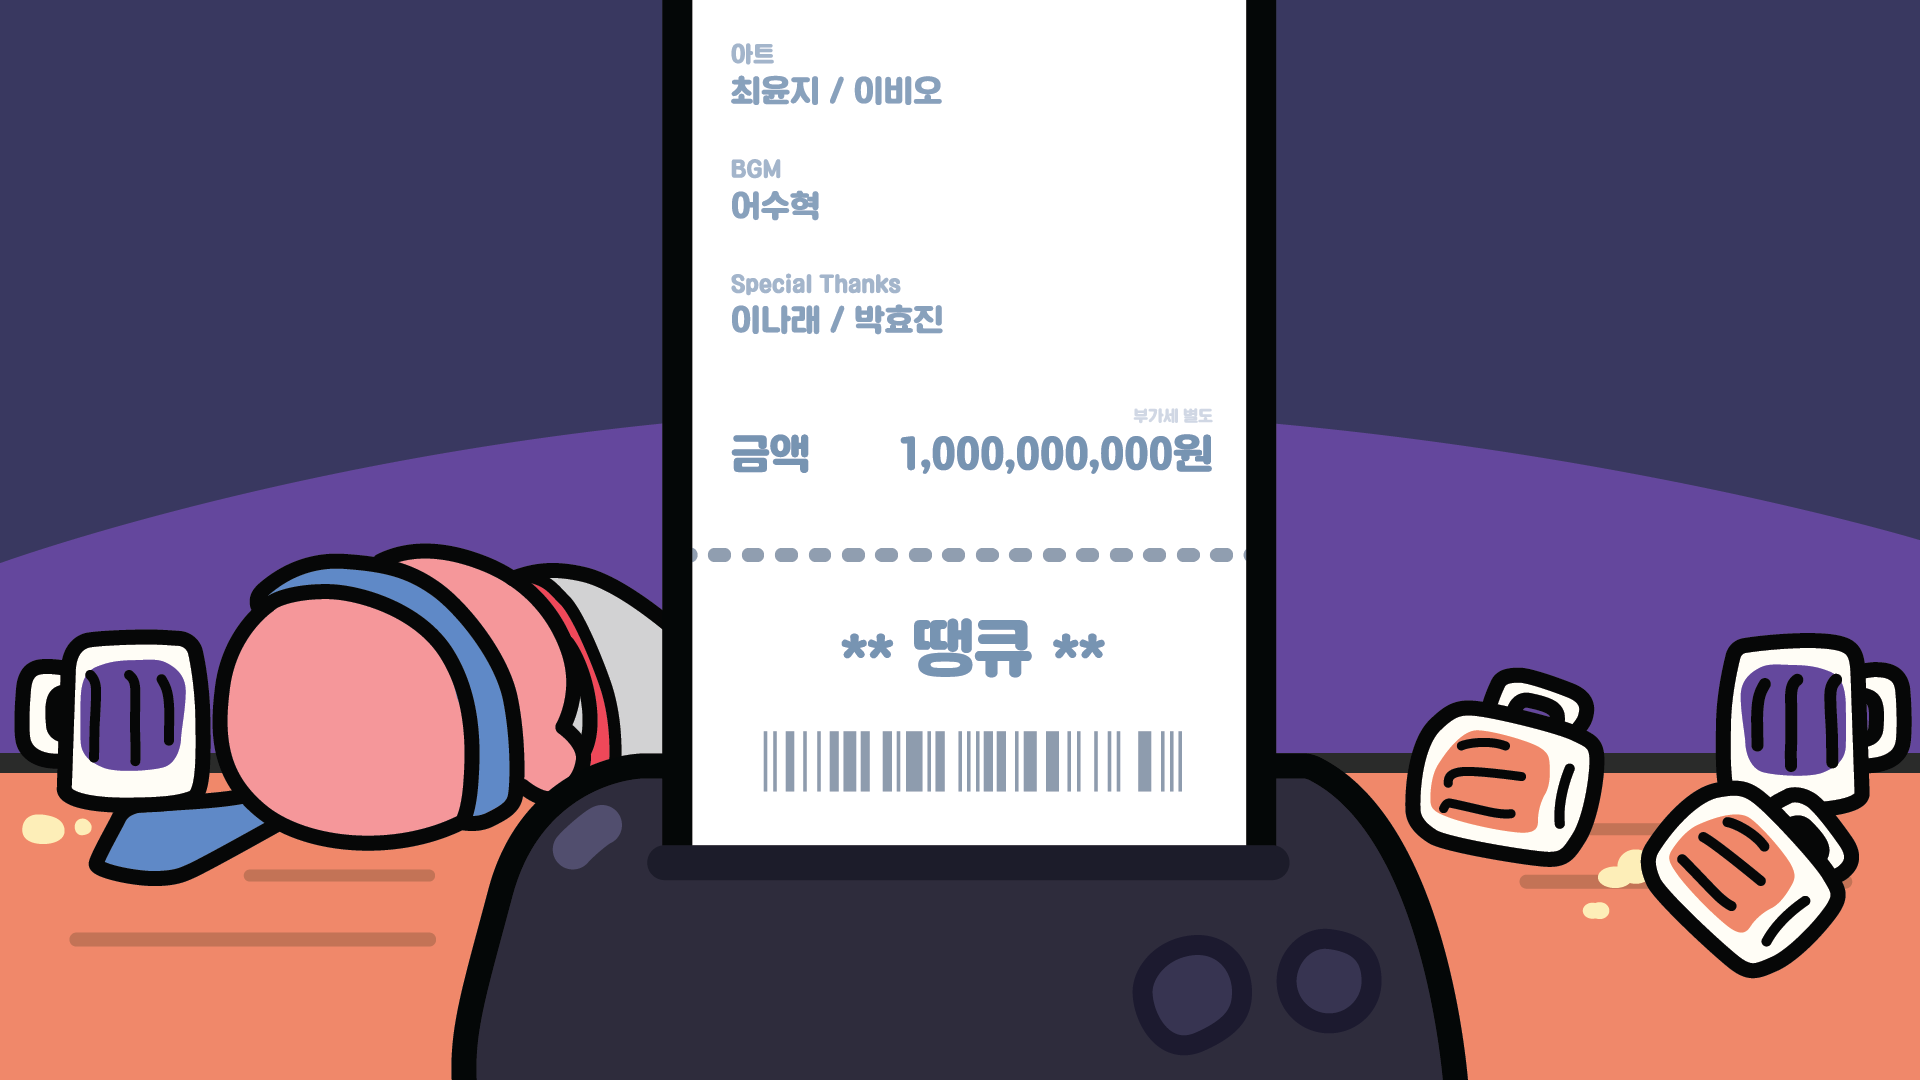 아트
최윤지 / 이비오
BGM
어수혁
Special Thanks
이나래 / 박효진
부가세 별도
금액 1,000,000,000원
** 땡큐 **